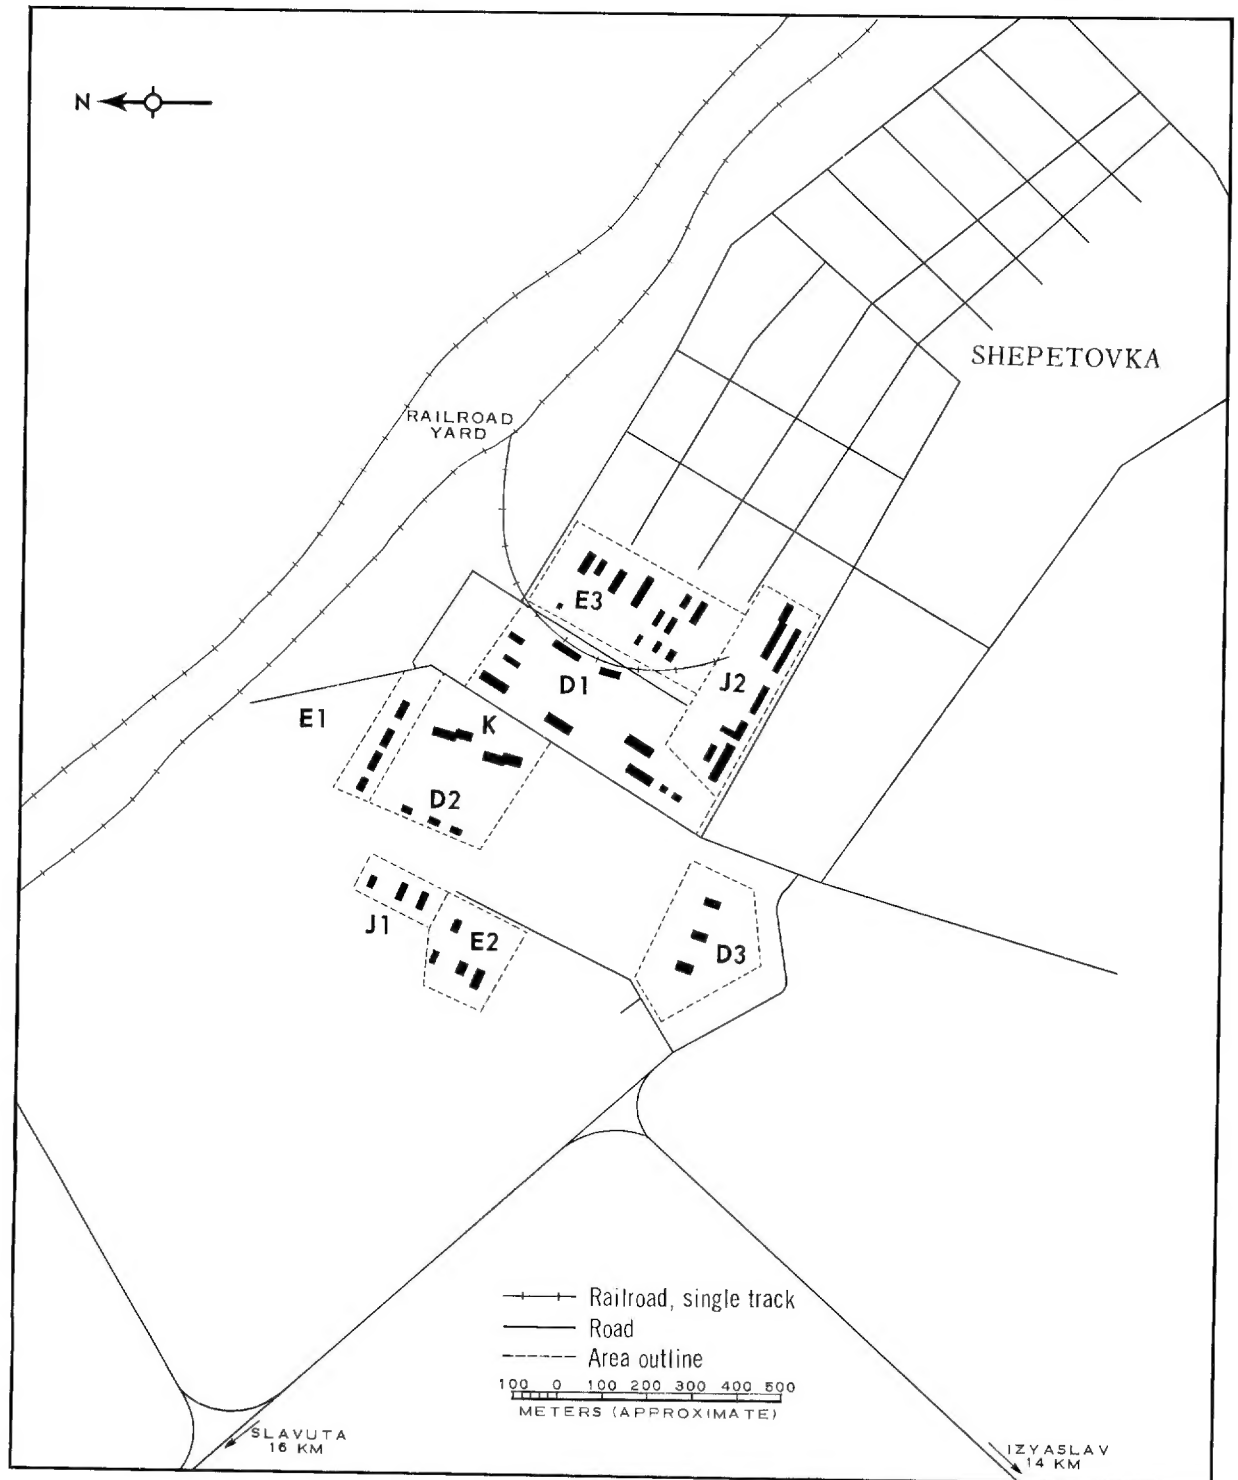 N
SHEPETOVKA
RAILROAD
YARD
E3
D1
J2
E1
K
D2
J1
E2
D3
Railroad, single track
Road
Area outline
100 0 100 200 300 400 500
METERS (APPROXIMATE)
SLAVUTA
16 KM
IZYASLAV
14 KM